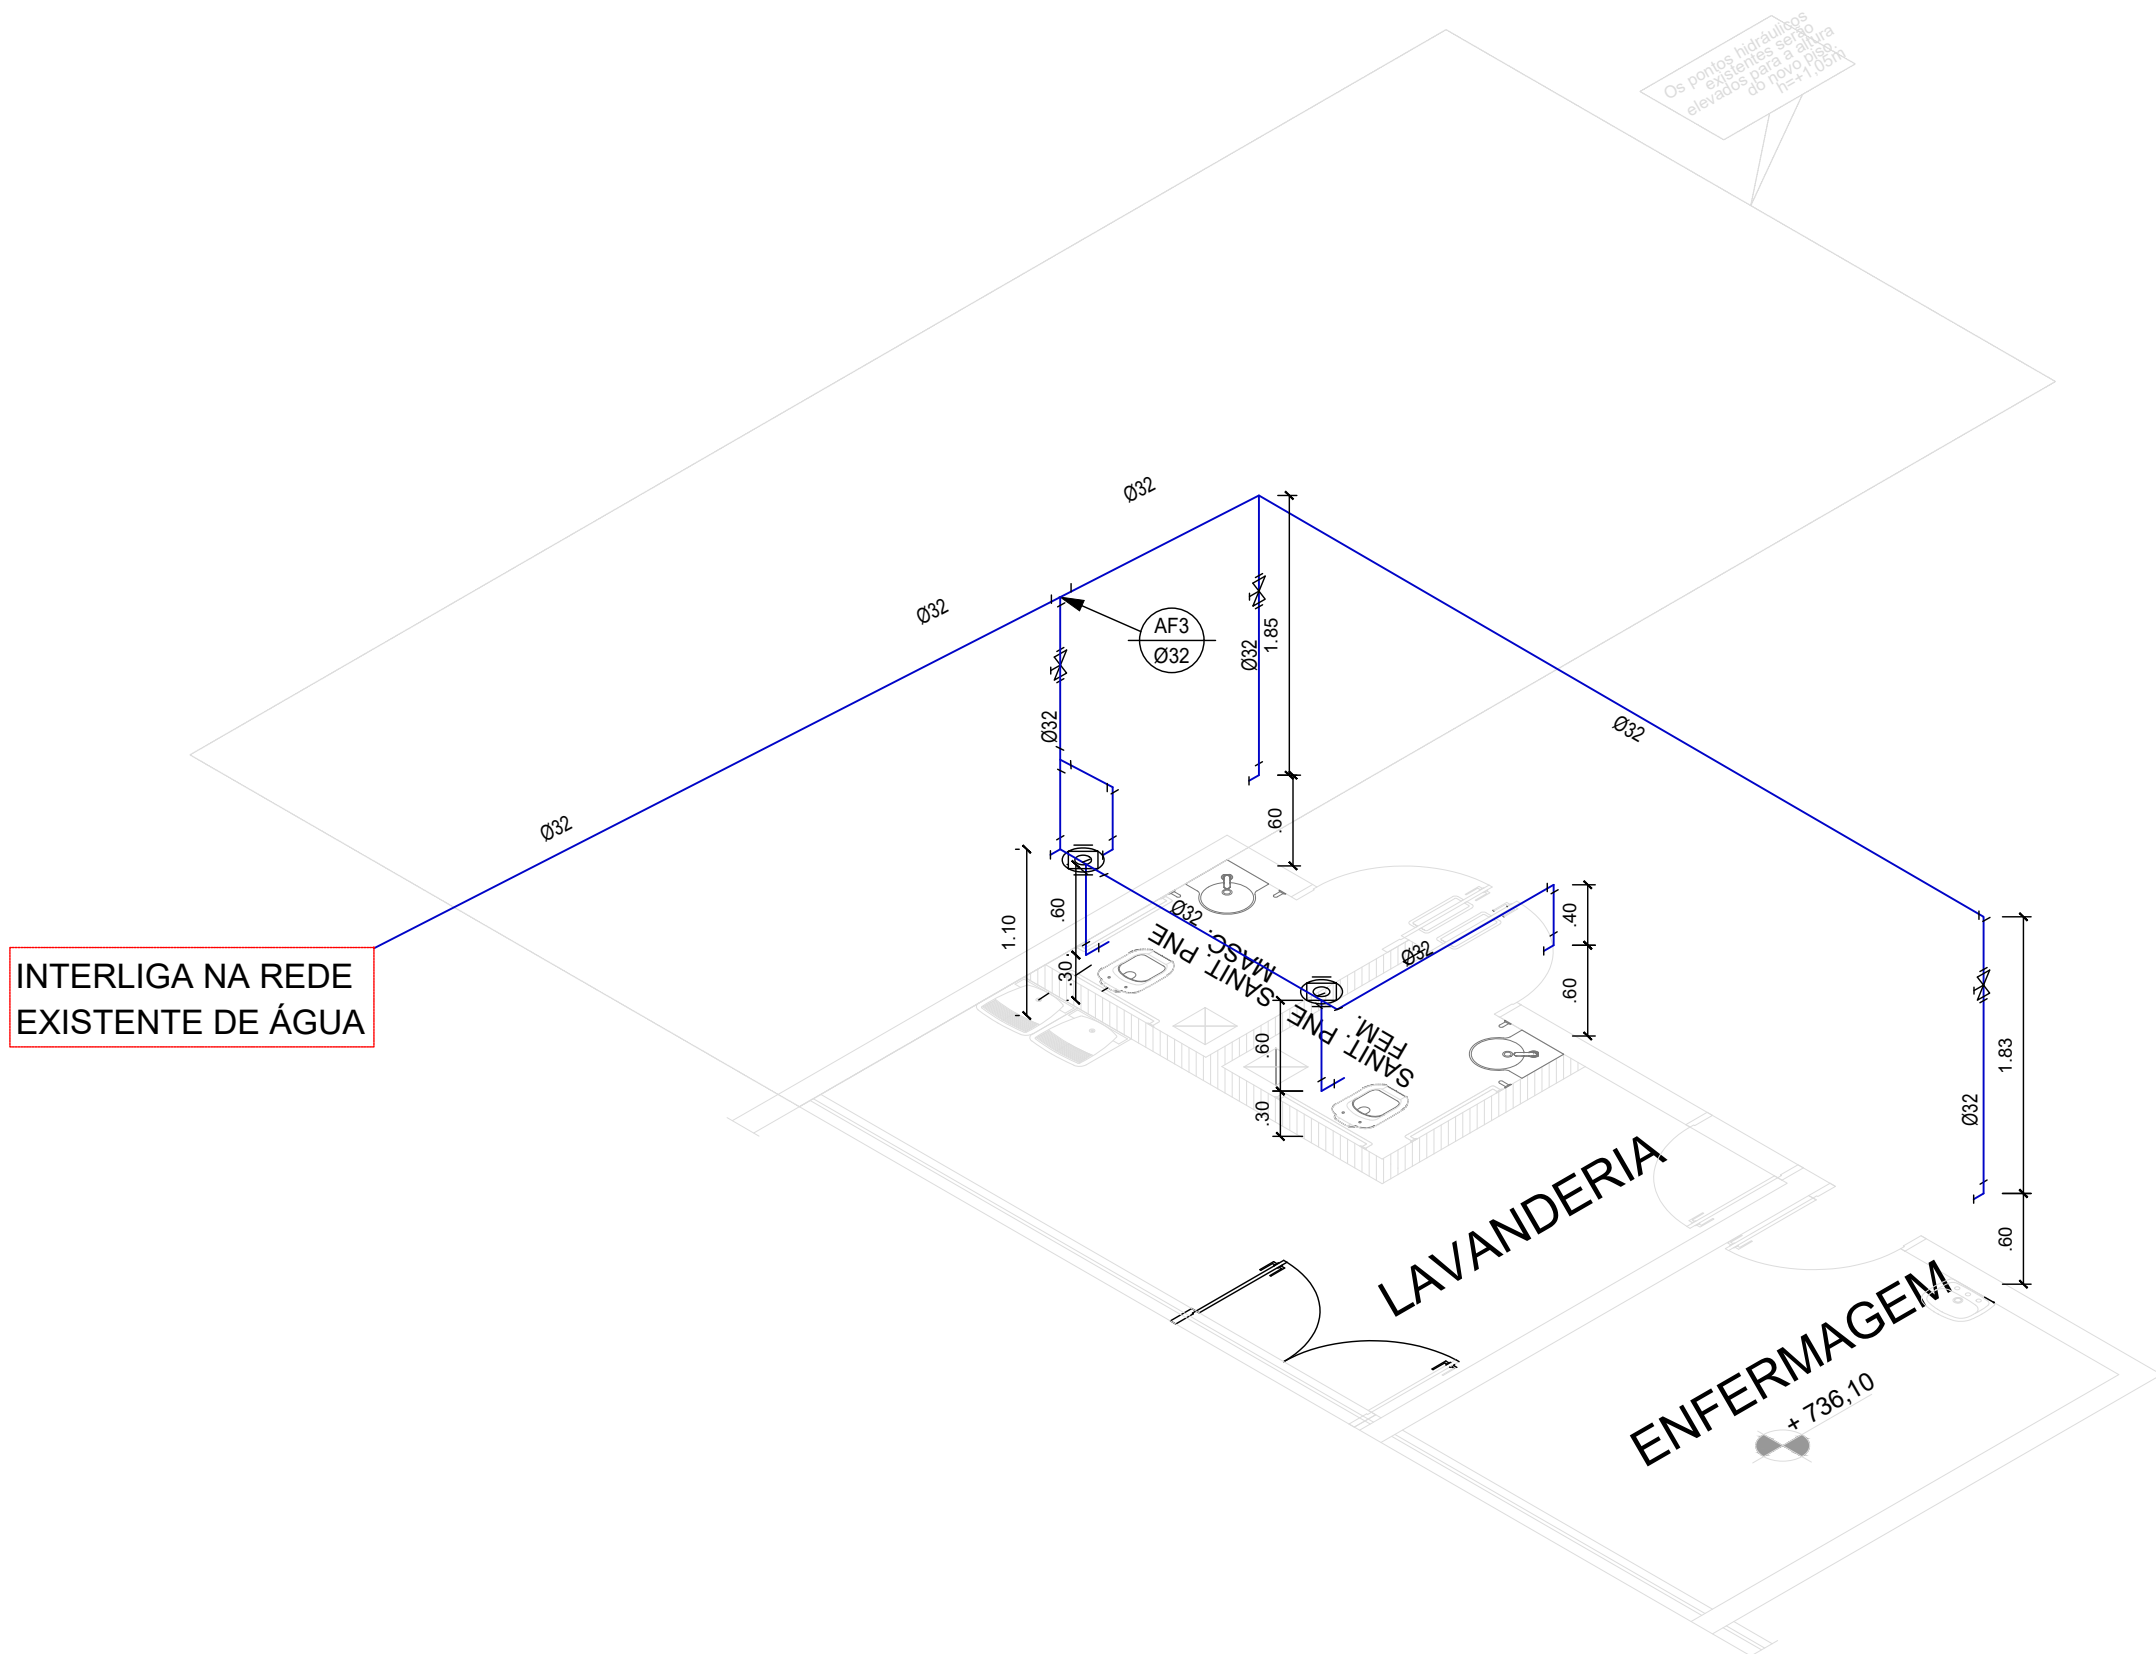 Os pontos hidráulicos
existentes serão
elevados para a altura
do novo piso.
h=+1,05m
Ø32
Ø32
AF3
Ø32
Ø32
1.85
Ø32
Ø32
Ø32
.60
1.10
.60
.30
Ø32
SANIT. PNE
MASC.
Ø32
.40
.60
INTERLIGA NA REDE
EXISTENTE DE ÁGUA
SANIT. PNE
FEM.
.60
.30
1.83
Ø32
.60
LAVANDERIA
ENFERMAGEM
+ 736,10